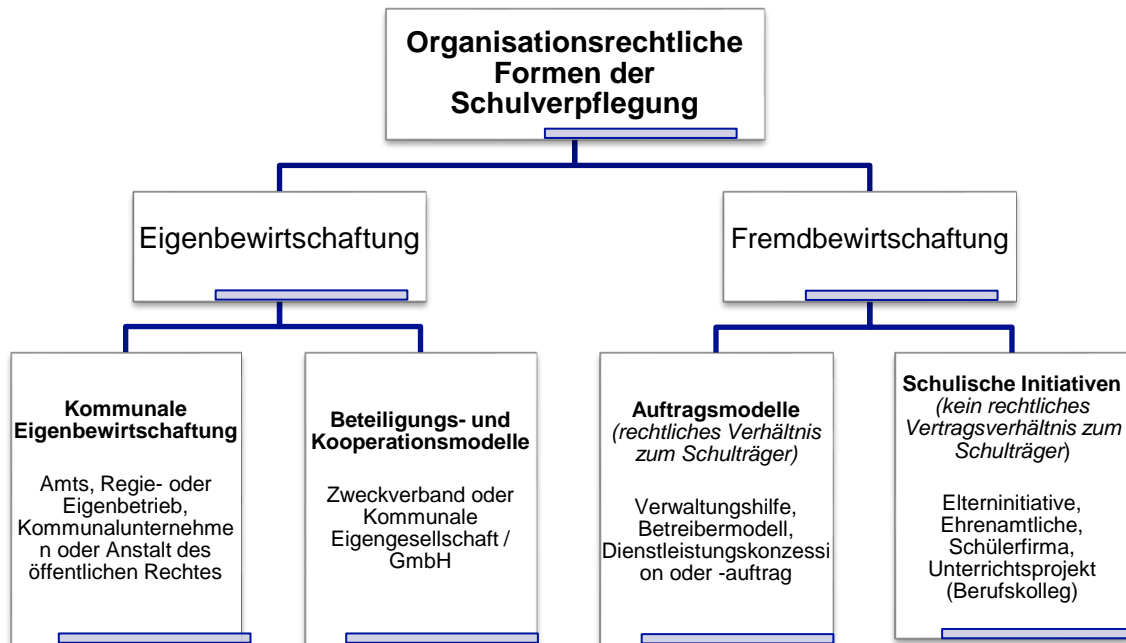 Organisationsrechtliche
Formen der
Schulverpflegung
Eigenbewirtschaftung
Fremdbewirtschaftung
Kommunale
Eigenbewirtschaftung
Amts, Regie- oder
Eigenbetrieb,
Kommunalunternehme
n oder Anstalt des
öffentlichen Rechtes
Beteiligungs- und
Kooperationsmodelle
Zweckverband oder
Kommunale
Eigengesellschaft /
GmbH
Auftragsmodelle
(rechtliches Verhältnis
zum Schulträger)
Verwaltungshilfe,
Betreibermodell,
Dienstleistungskonzessi
on oder -auftrag
Schulische Initiativen
(kein rechtliches
Vertragsverhältnis zum
Schulträger)
Elterninitiative,
Ehrenamtliche,
Schülerfirma,
Unterrichtsprojekt
(Berufskolleg)